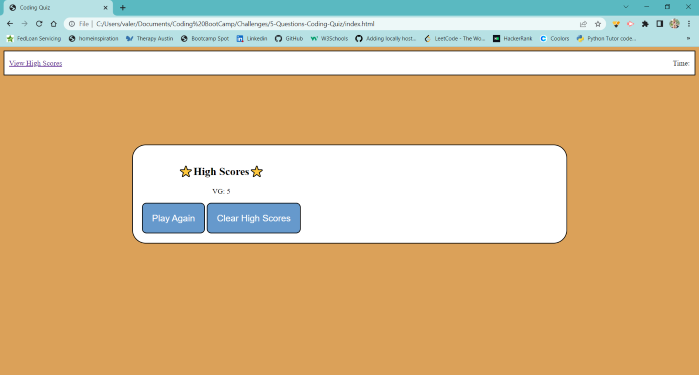 Coding Quiz
File | C:/Users/valer/Documents/Coding%20BootCamp/Challenges/5-Questions-Coding-Quiz/index.html
FedLoan Servicing homeinspiration Therapy Austin Bootcamp Spot Linkedin GitHub W3Schools Adding locally host... LeetCode - The Wo... HackerRank Coolors Python Tutor code... »
View High Scores Time:
High Scores
VG: 5
Play Again Clear High Scores